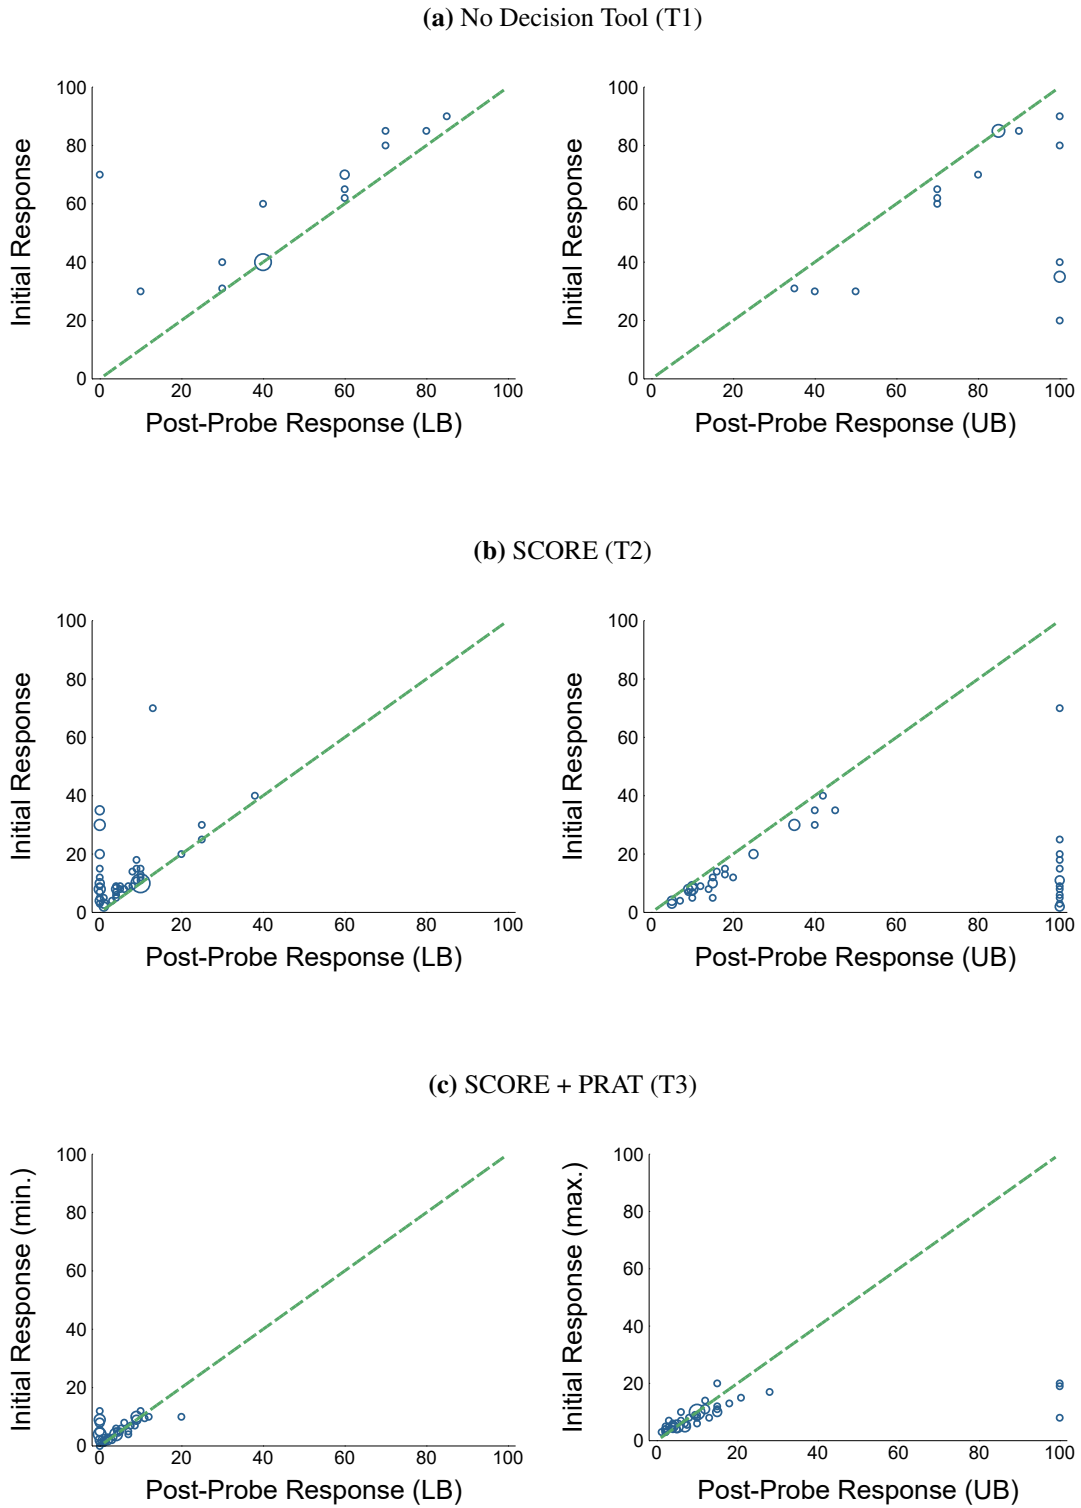 (a) No Decision Tool (T1)
100
80
60
40
20
0
Initial Response
0 20 40 60 80 100
Post-Probe Response (LB)
100
80
60
40
20
0
Initial Response
0 20 40 60 80 100
Post-Probe Response (UB)
(b) SCORE (T2)
100
80
60
40
20
0
Initial Response
0 20 40 60 80 100
Post-Probe Response (LB)
100
80
60
40
20
0
Initial Response
0 20 40 60 80 100
Post-Probe Response (UB)
(c) SCORE + PRAT (T3)
100
80
60
40
20
0
Initial Response (min.)
0 20 40 60 80 100
Post-Probe Response (LB)
100
80
60
40
20
0
Initial Response (max.)
0 20 40 60 80 100
Post-Probe Response (UB)